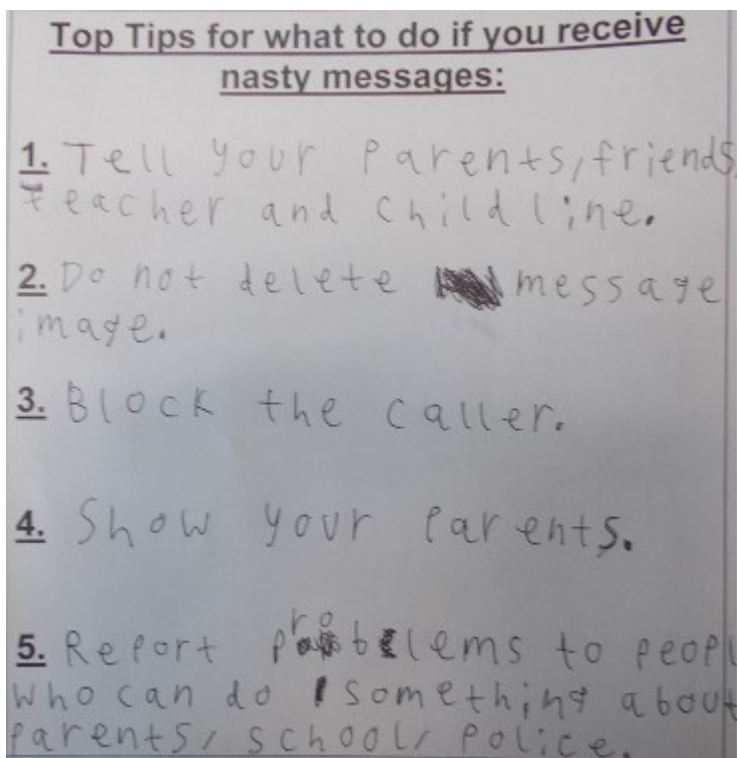 Top Tips for what to do if you receive
nasty messages:
1. Tell your parents, friends,
teacher and childline.
2. Do not delete message
image.
3. Block the caller.
4. Show your parents.
5. Report problems to peopl
who can do something about
parents, school, police.